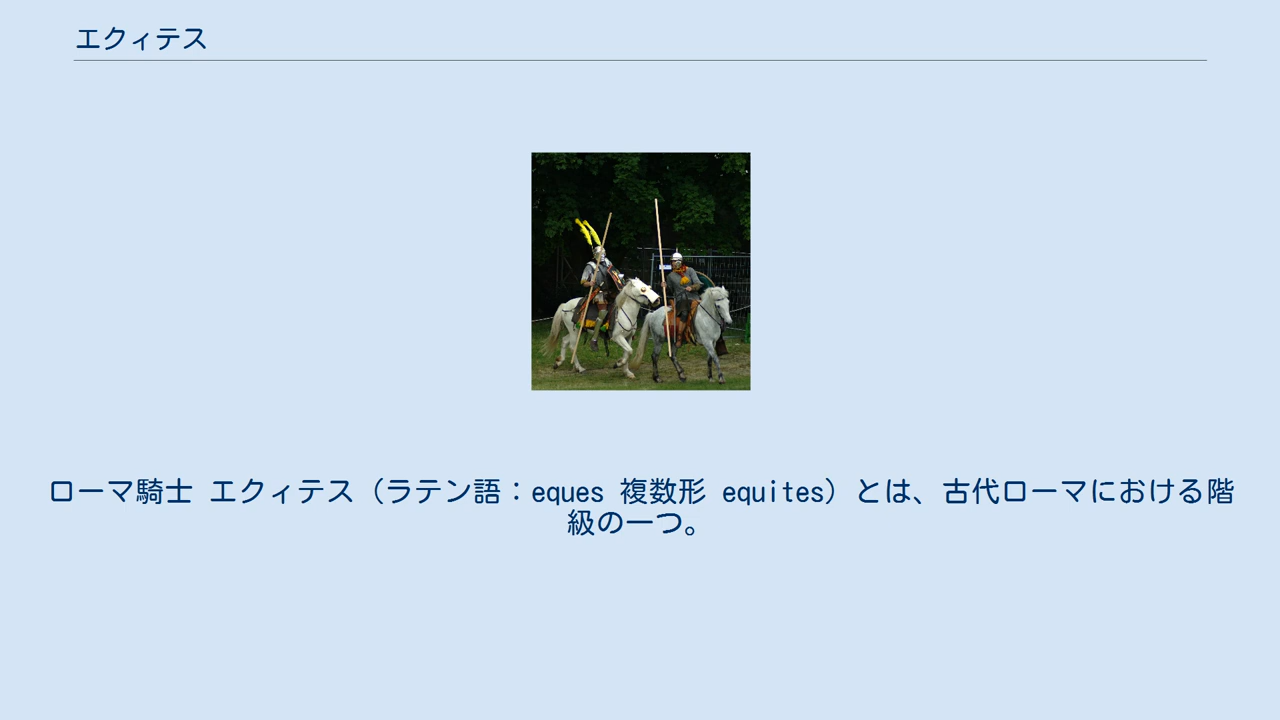 エクィテス
ローマ騎士 エクィテス（ラテン語：eques 複数形 equites）とは、古代ローマにおける階
級の一つ。